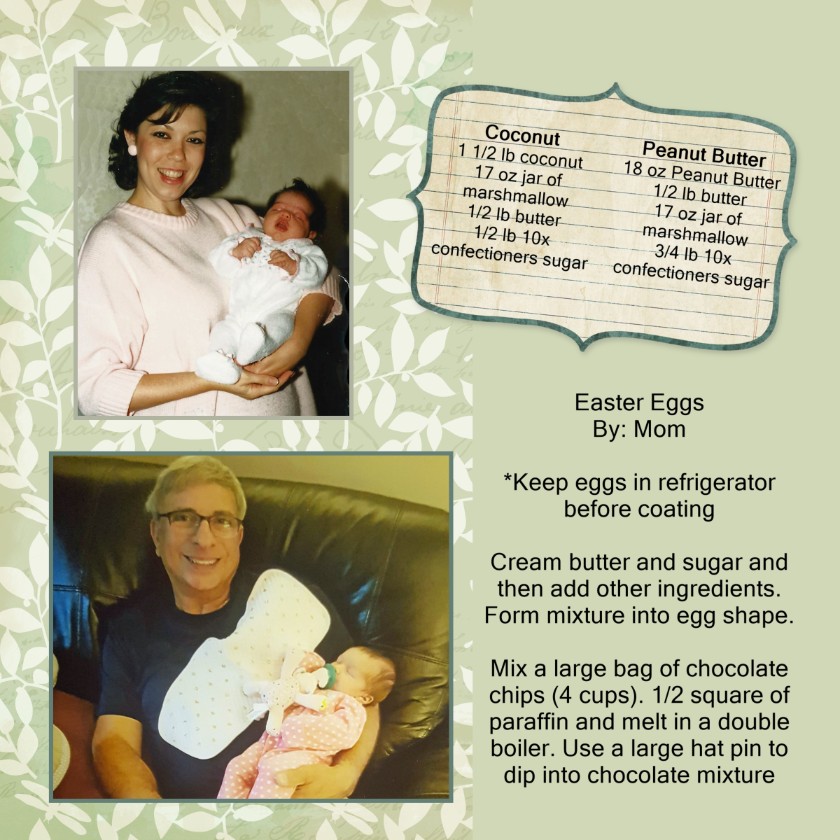 Coconut
1 1/2 lb coconut
17 oz jar of
marshmallow
1/2 lb butter
1/2 lb 10x
confectioners sugar
Peanut Butter
18 oz Peanut Butter
1/2 lb butter
17 oz jar of
marshmallow
3/4 lb 10x
confectioners sugar
Easter Eggs
By: Mom
*Keep eggs in refrigerator
before coating
Cream butter and sugar and
then add other ingredients.
Form mixture into egg shape.
Mix a large bag of chocolate
chips (4 cups). 1/2 square of
paraffin and melt in a double
boiler. Use a large hat pin to
dip into chocolate mixture